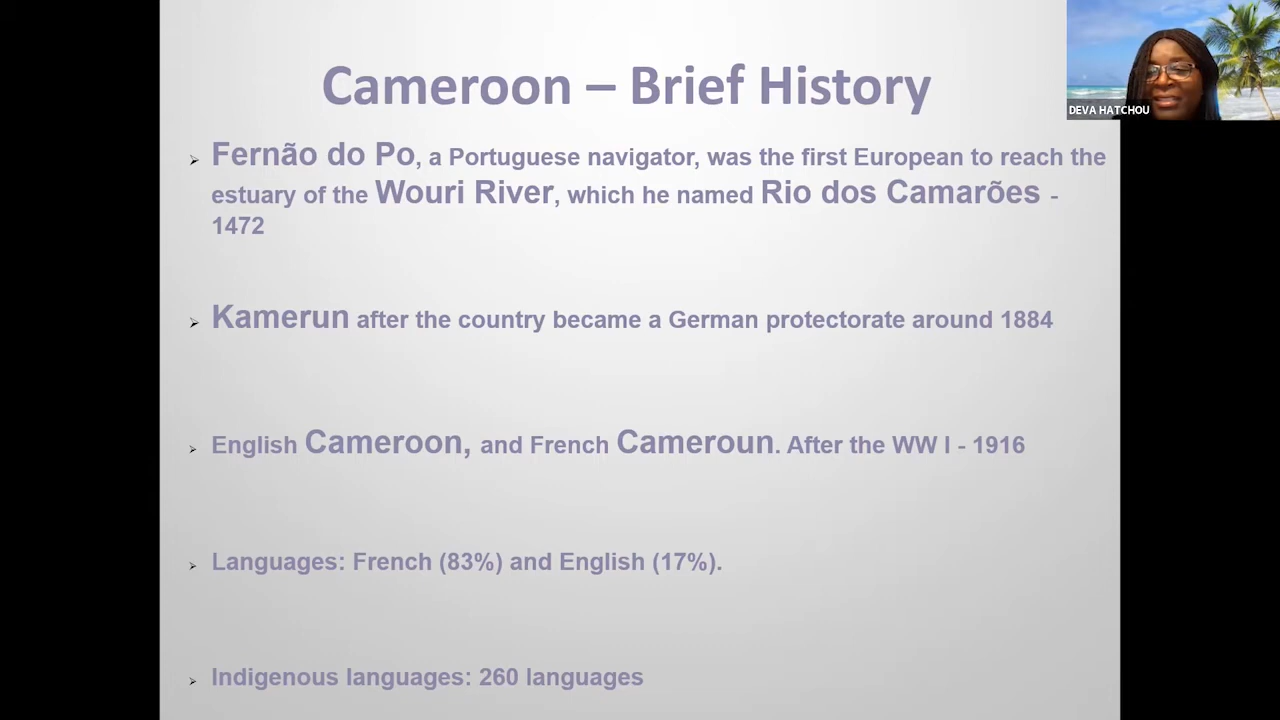 Cameroon – Brief History
DEVA HATCHOU
Fernão do Po, a Portuguese navigator, was the first European to reach the
estuary of the Wouri River, which he named Rio dos Camarões -
1472
Kamerun after the country became a German protectorate around 1884
English Cameroon, and French Cameroun. After the WW I - 1916
Languages: French (83%) and English (17%).
Indigenous languages: 260 languages